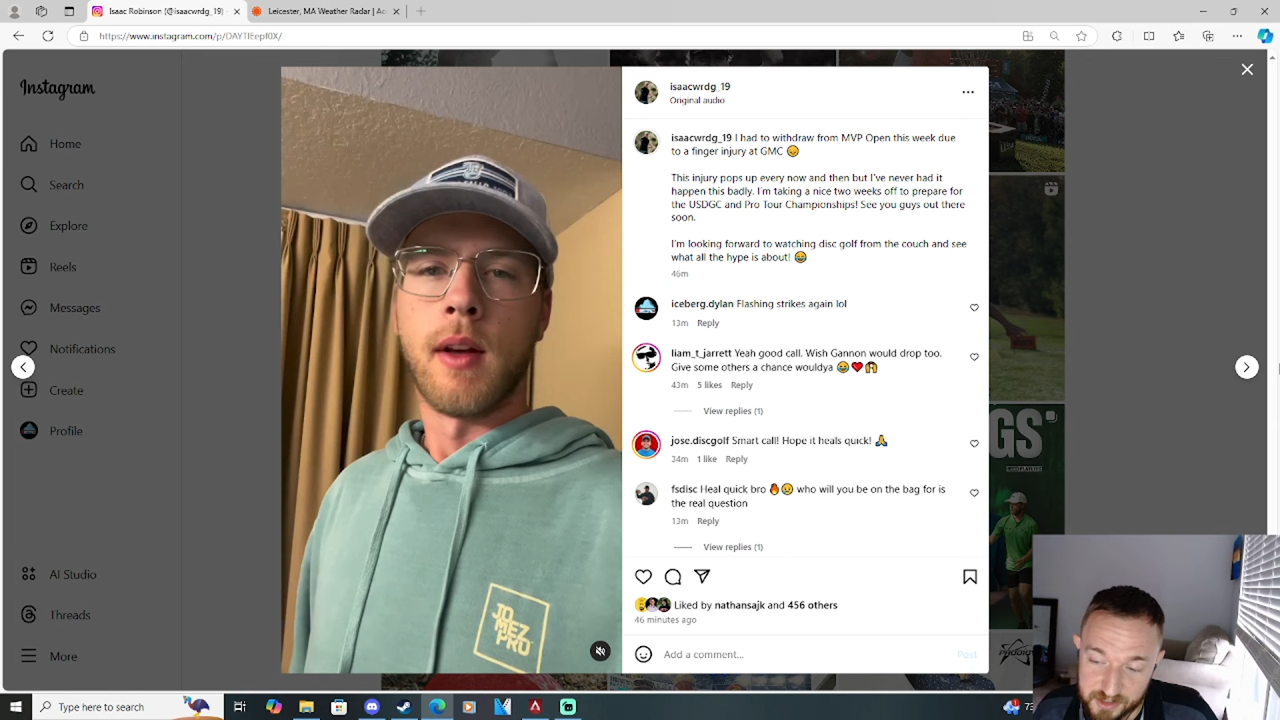 Isaac Robinson (@isaacwrdg_19) ·
Leicester, MA Weather Radar | Ac
https://www.instagram.com/p/DAYTlEepf0X/
Instagram
Home
Search
Explore
Reels
Messages
Notifications
Create
Profile
AI Studio
Threads
More
JO
MEZ
PRO
isaacwrdg_19
Original audio
isaacwrdg_19 I had to withdraw from MVP Open this week due
to a finger injury at GMC 😞
This injury pops up every now and then but I've never had it
happen this badly. I'm taking a nice two weeks off to prepare for
the USDGC and Pro Tour Championships! See you guys out there
soon.
I'm looking forward to watching disc golf from the couch and see
what all the hype is about! 😂
46m
iceberg.dylan Flashing strikes again lol
13m Reply
liam_t_jarrett Yeah good call. Wish Gannon would drop too.
Give some others a chance wouldya 😂❤️🙌
43m 5 likes Reply
View replies (1)
jose.discgolf Smart call! Hope it heals quick! 🙏
34m 1 like Reply
fsdisc Heal quick bro 🔥😢 who will you be on the bag for is
the real question
13m Reply
View replies (1)
Liked by nathansajk and 456 others
46 minutes ago
Add a comment...
Post
GS
PRODIGY
Type here to search
73